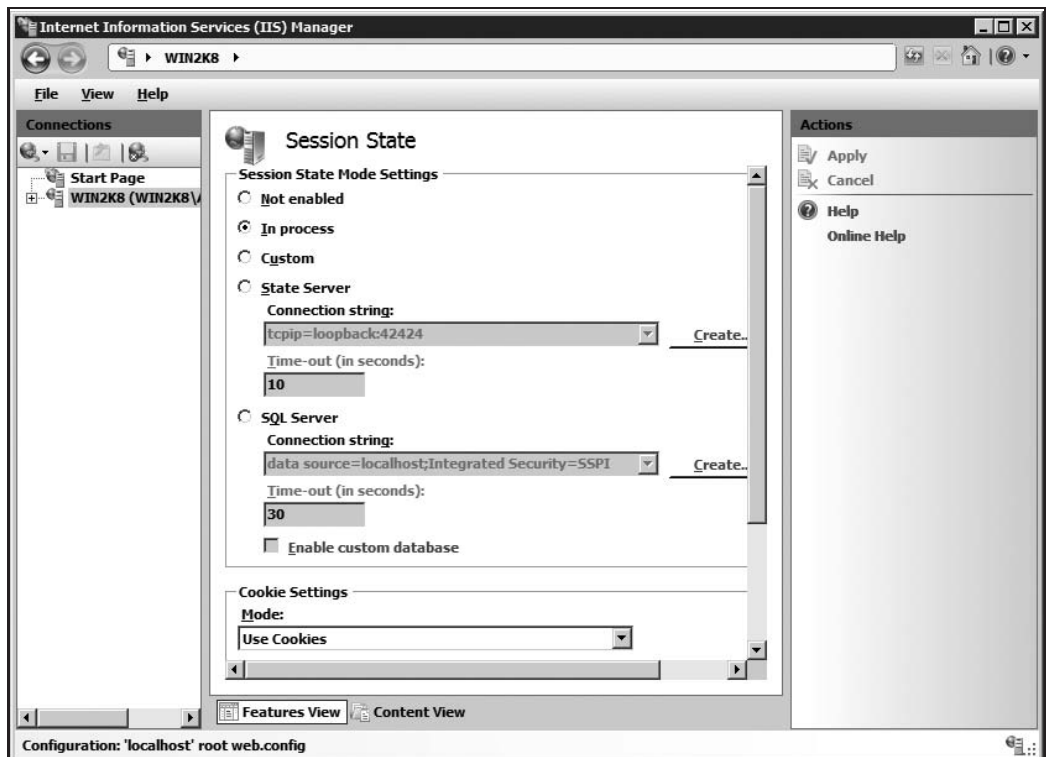 Internet Information Services (IIS) Manager
WIN2K8
File View Help
Connections
Start Page
WIN2K8 (WIN2K8\
Session State
Session State Mode Settings
Not enabled
In process
Custom
State Server
Connection string:
tcpip=loopback:42424
Create..
Time-out (in seconds):
10
SQL Server
Connection string:
data source=localhost;Integrated Security=SSPI
Create..
Time-out (in seconds):
30
Enable custom database
Cookie Settings
Mode:
Use Cookies
Features View
Content View
Actions
Apply
Cancel
Help
Online Help
Configuration: 'localhost' root web.config